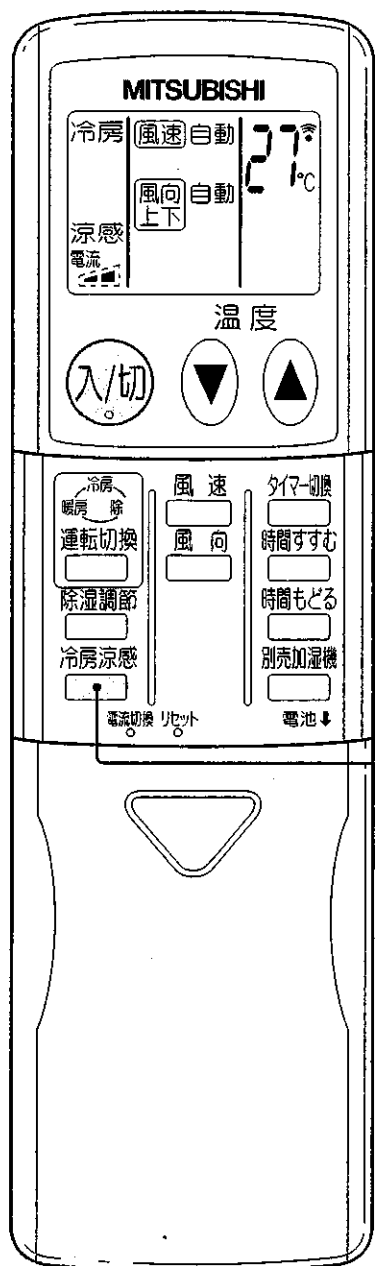 MITSUBISHI
冷房 風速 自動 27℃
風向上下 自動
涼感
電流
温度
入/切 ▼ ▲
冷房 風速 タイマー切換
暖房 除
運転切換 風向 時間すすむ
除湿調節 時間もどる
冷房涼感 別売加湿機
電流切換 リセット 電池⬇